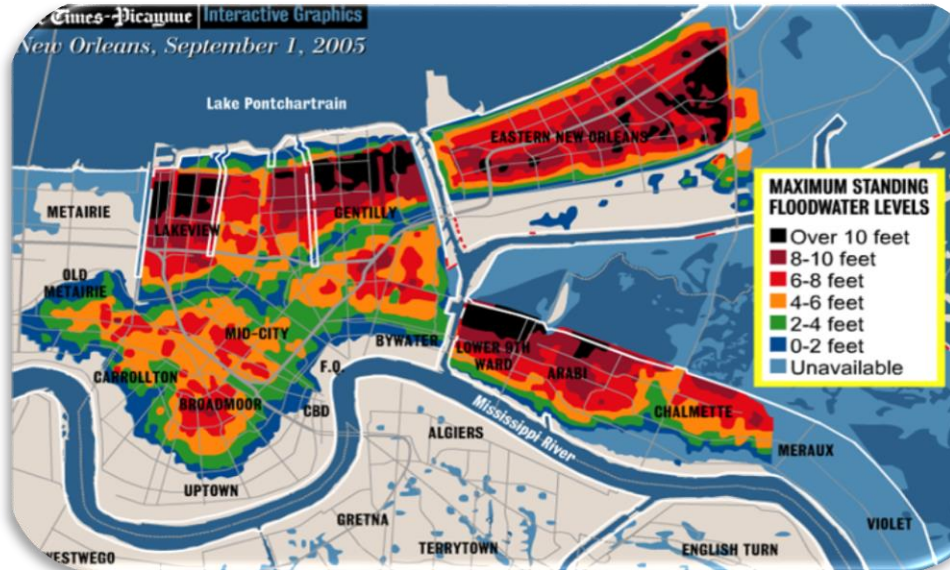 Times-Picayune Interactive Graphics
New Orleans, September 1, 2005
Lake Pontchartrain
EASTERN NEW ORLEANS
METAIRIE
GENTILLY
LAKEVIEW
OLD
METAIRIE
MID-CITY
BYWATER
LOWER 9TH
WARD
F.Q.
ARABI
CARROLLTON
BROADMOOR
CBD
CHALMETTE
Mississippi River
ALGIERS
MERAUX
UPTOWN
GRETNA
VIOLET
TERRYTOWN
ENGLISH TURN
WESTWEGO
MAXIMUM STANDING
FLOODWATER LEVELS
Over 10 feet
8-10 feet
6-8 feet
4-6 feet
2-4 feet
0-2 feet
Unavailable